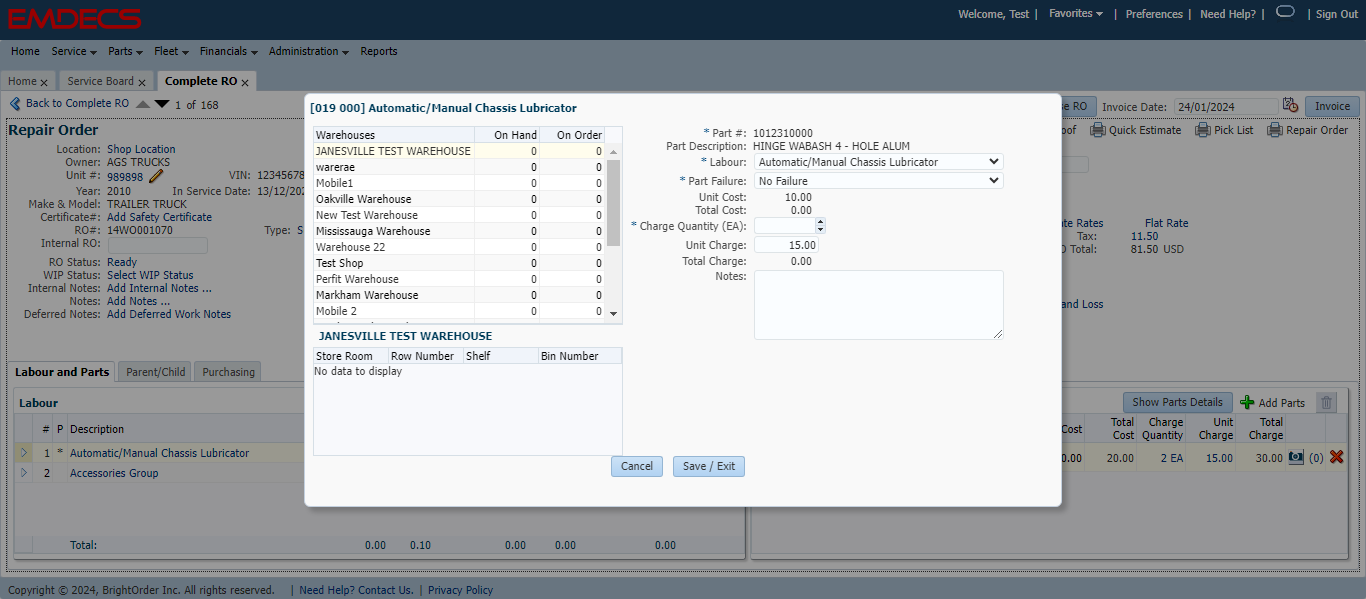 EMDECS
Welcome, Test | Favorites | Preferences | Need Help? | | Sign Out
Home Service Parts Fleet Financials Administration Reports
Home x Service Board x Complete RO x
Back to Complete RO 1 of 168
RO Invoice Date: 24/01/2024 Invoice
Repair Order
Quick Estimate Pick List Repair Order
Location: Shop Location
Owner: AGS TRUCKS
Unit #: 989898 VIN: 12345678
Year: 2010 In Service Date: 13/12/202
Make & Model: TRAILER TRUCK
Certificate#: Add Safety Certificate
RO#: 14WO001070 Type: S
Internal RO:
RO Status: Ready
WIP Status: Select WIP Status
Internal Notes: Add Internal Notes ...
Notes: Add Notes ...
Deferred Notes: Add Deferred Work Notes
Rates Flat Rate
Tax: 11.50
Total: 81.50 USD
and Loss
[019 000] Automatic/Manual Chassis Lubricator
Warehouses On Hand On Order
JANESVILLE TEST WAREHOUSE 0 0
warerae 0 0
Mobile1 0 0
Oakville Warehouse 0 0
New Test Warehouse 0 0
Mississauga Warehouse 0 0
Warehouse 22 0 0
Test Shop 0 0
Perfit Warehouse 0 0
Markham Warehouse 0 0
Mobile 2 0 0
JANESVILLE TEST WAREHOUSE
Store Room Row Number Shelf Bin Number
No data to display
* Part #: 1012310000
Part Description: HINGE WABASH 4 - HOLE ALUM
* Labour: Automatic/Manual Chassis Lubricator
* Part Failure: No Failure
Unit Cost: 10.00
Total Cost: 0.00
* Charge Quantity (EA):
Unit Charge: 15.00
Total Charge: 0.00
Notes:
Cancel Save / Exit
Labour and Parts Parent/Child Purchasing
Labour
# P Description
1 * Automatic/Manual Chassis Lubricator
2 Accessories Group
Total: 0.00 0.10 0.00 0.00 0.00
Show Parts Details Add Parts
Cost Total Cost Charge Quantity Unit Charge Total Charge
0.00 20.00 2 EA 15.00 30.00 (0)
Copyright © 2024, BrightOrder Inc. All rights reserved. | Need Help? Contact Us. | Privacy Policy